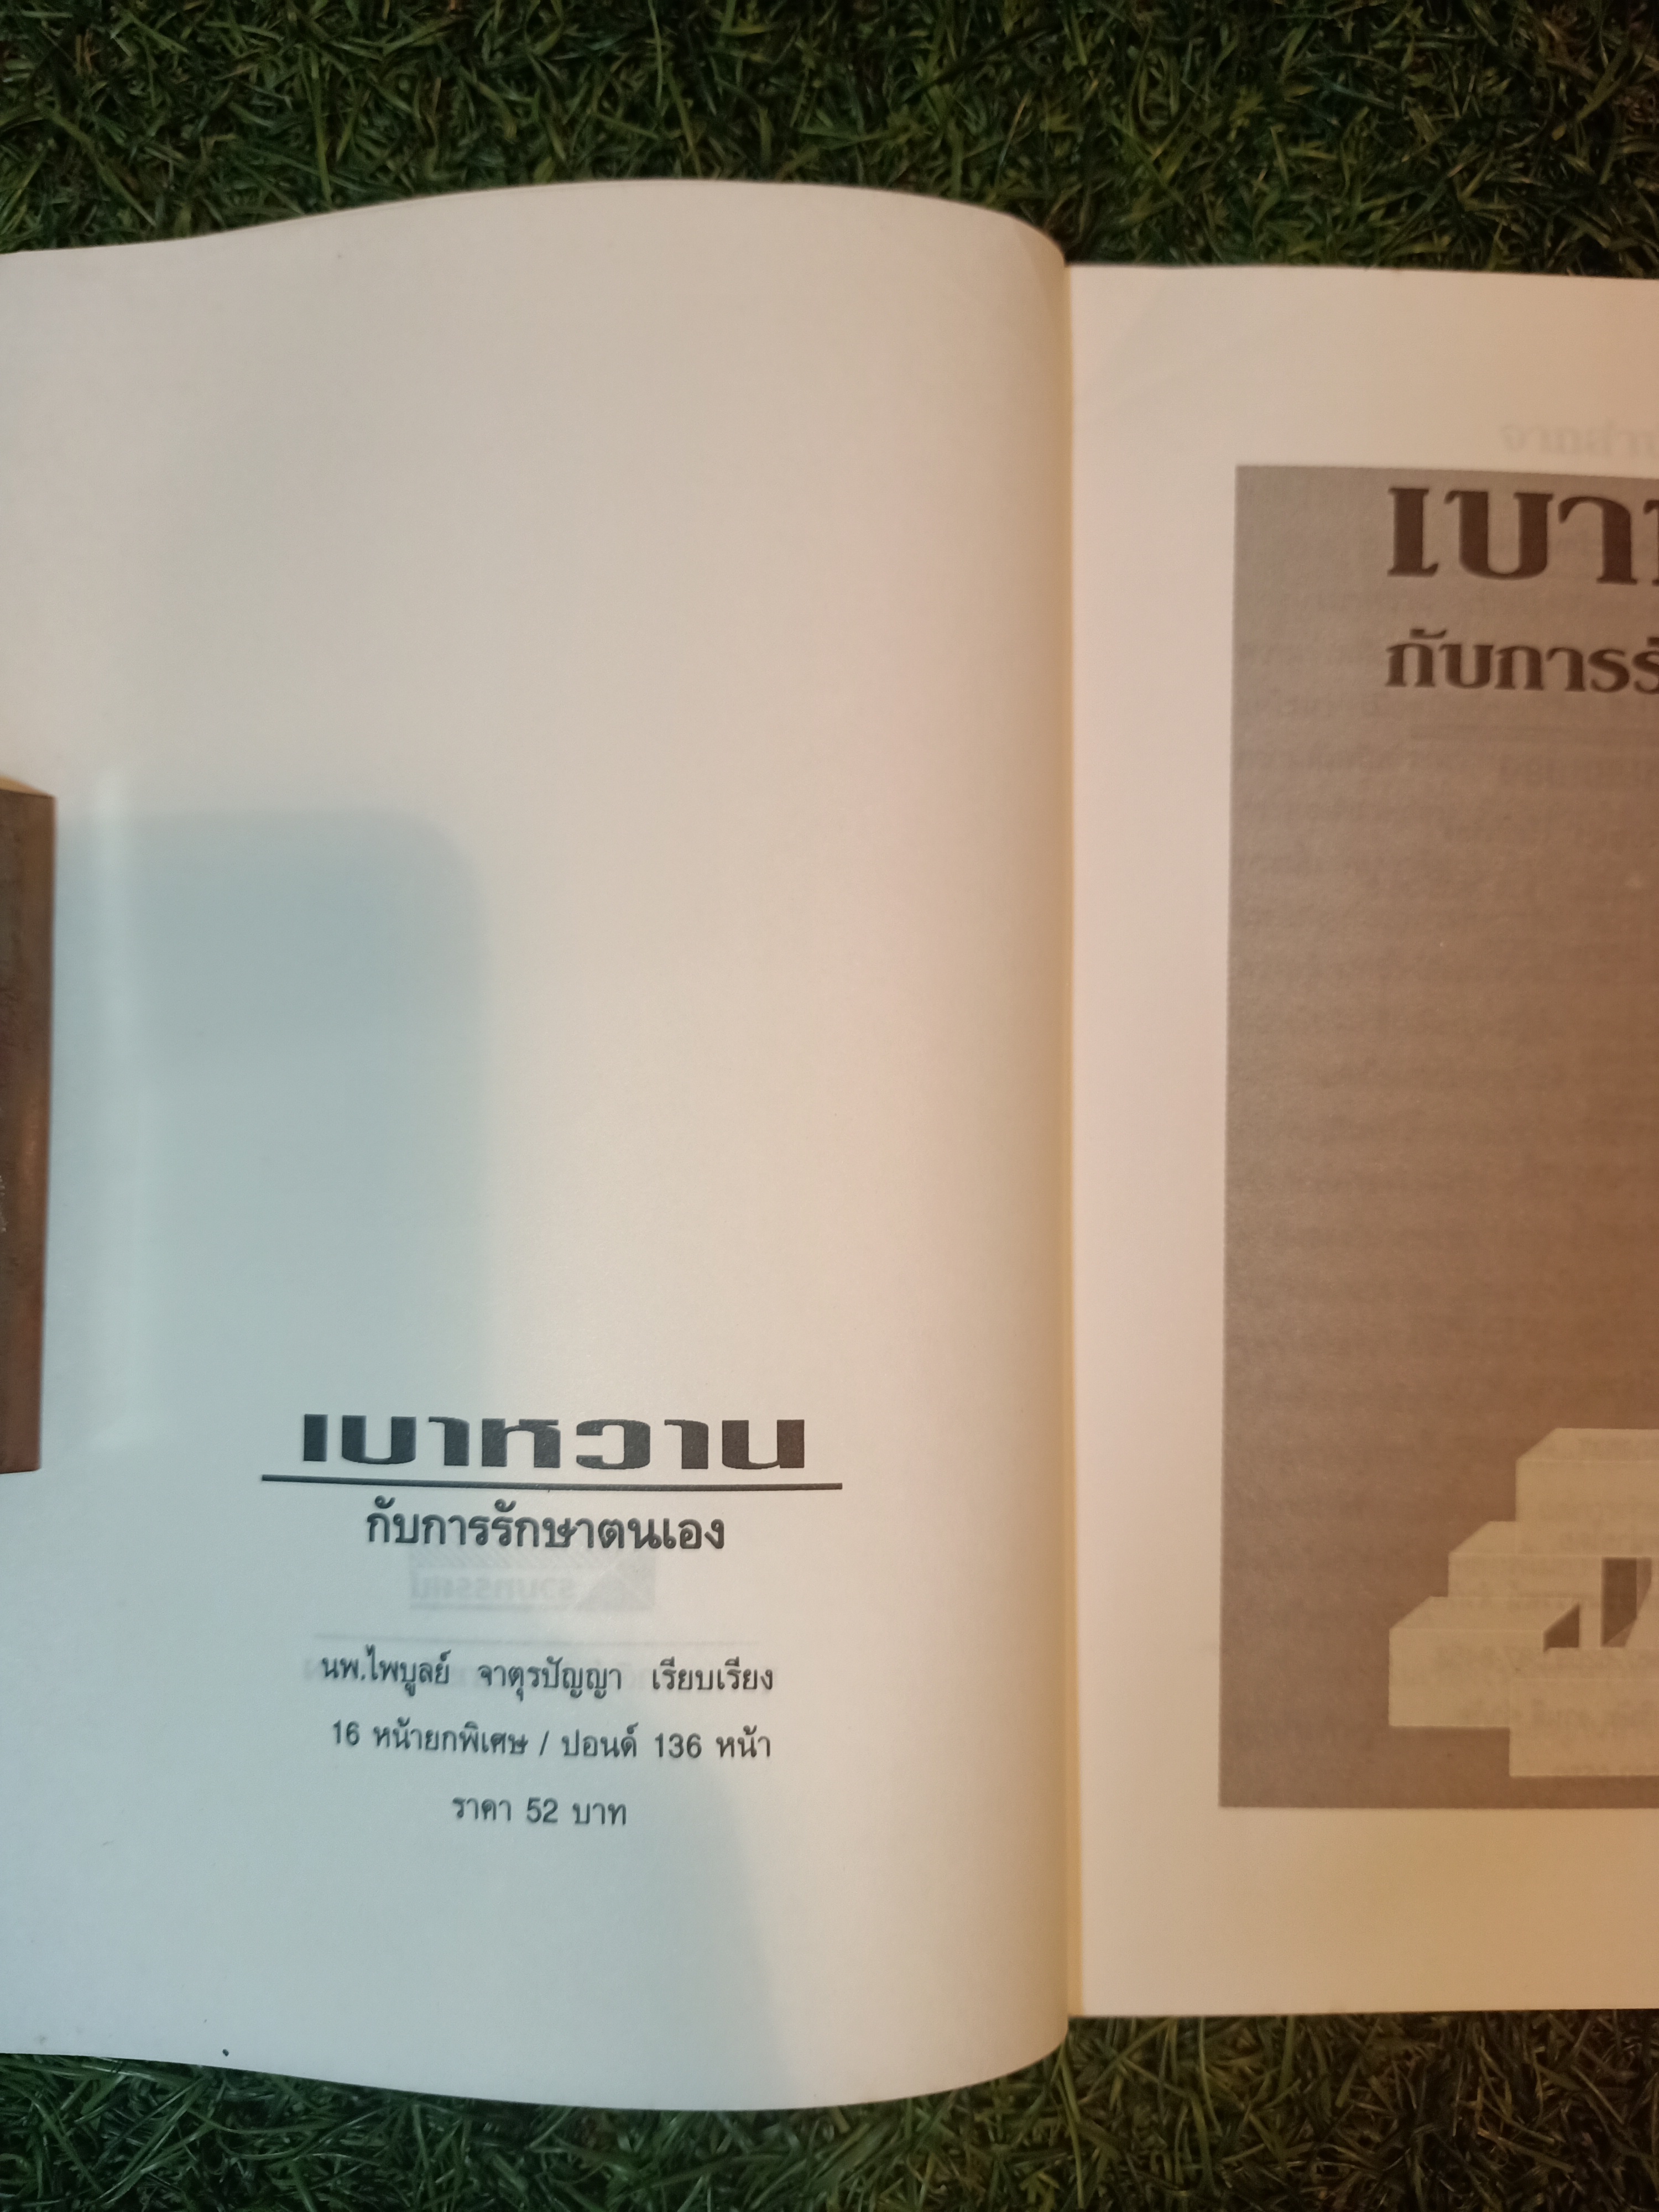 เบาหวาน
กับการรักษาตนเอง
นพ.ไพบูลย์ จาตุรปัญญา เรียบเรียง
16 หน้ายกพิเศษ / ปอนด์ 136 หน้า
ราคา 52 บาท
เบา
กับการรั